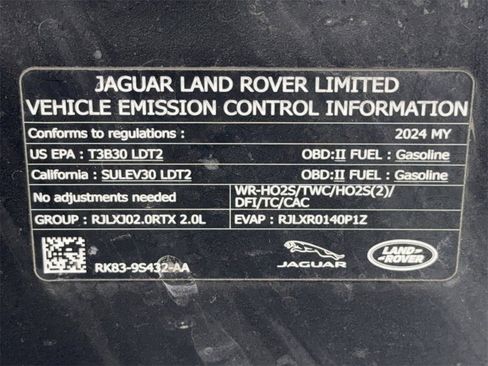 JAGUAR LAND ROVER LIMITED
VEHICLE EMISSION CONTROL INFORMATION
Conforms to regulations : 2024 MY
US EPA : T3B30 LDT2 OBD:II FUEL : Gasoline
California : SULEV30 LDT2 OBD:II FUEL : Gasoline
No adjustments needed WR-HO2S/TWC/HO2S(2)/
DFI/TC/CAC
GROUP : RJLXJ02.0RTX 2.0L EVAP : RJLXR0140P1Z
RK83-9S432-AA JAGUAR LAND-
ROVER